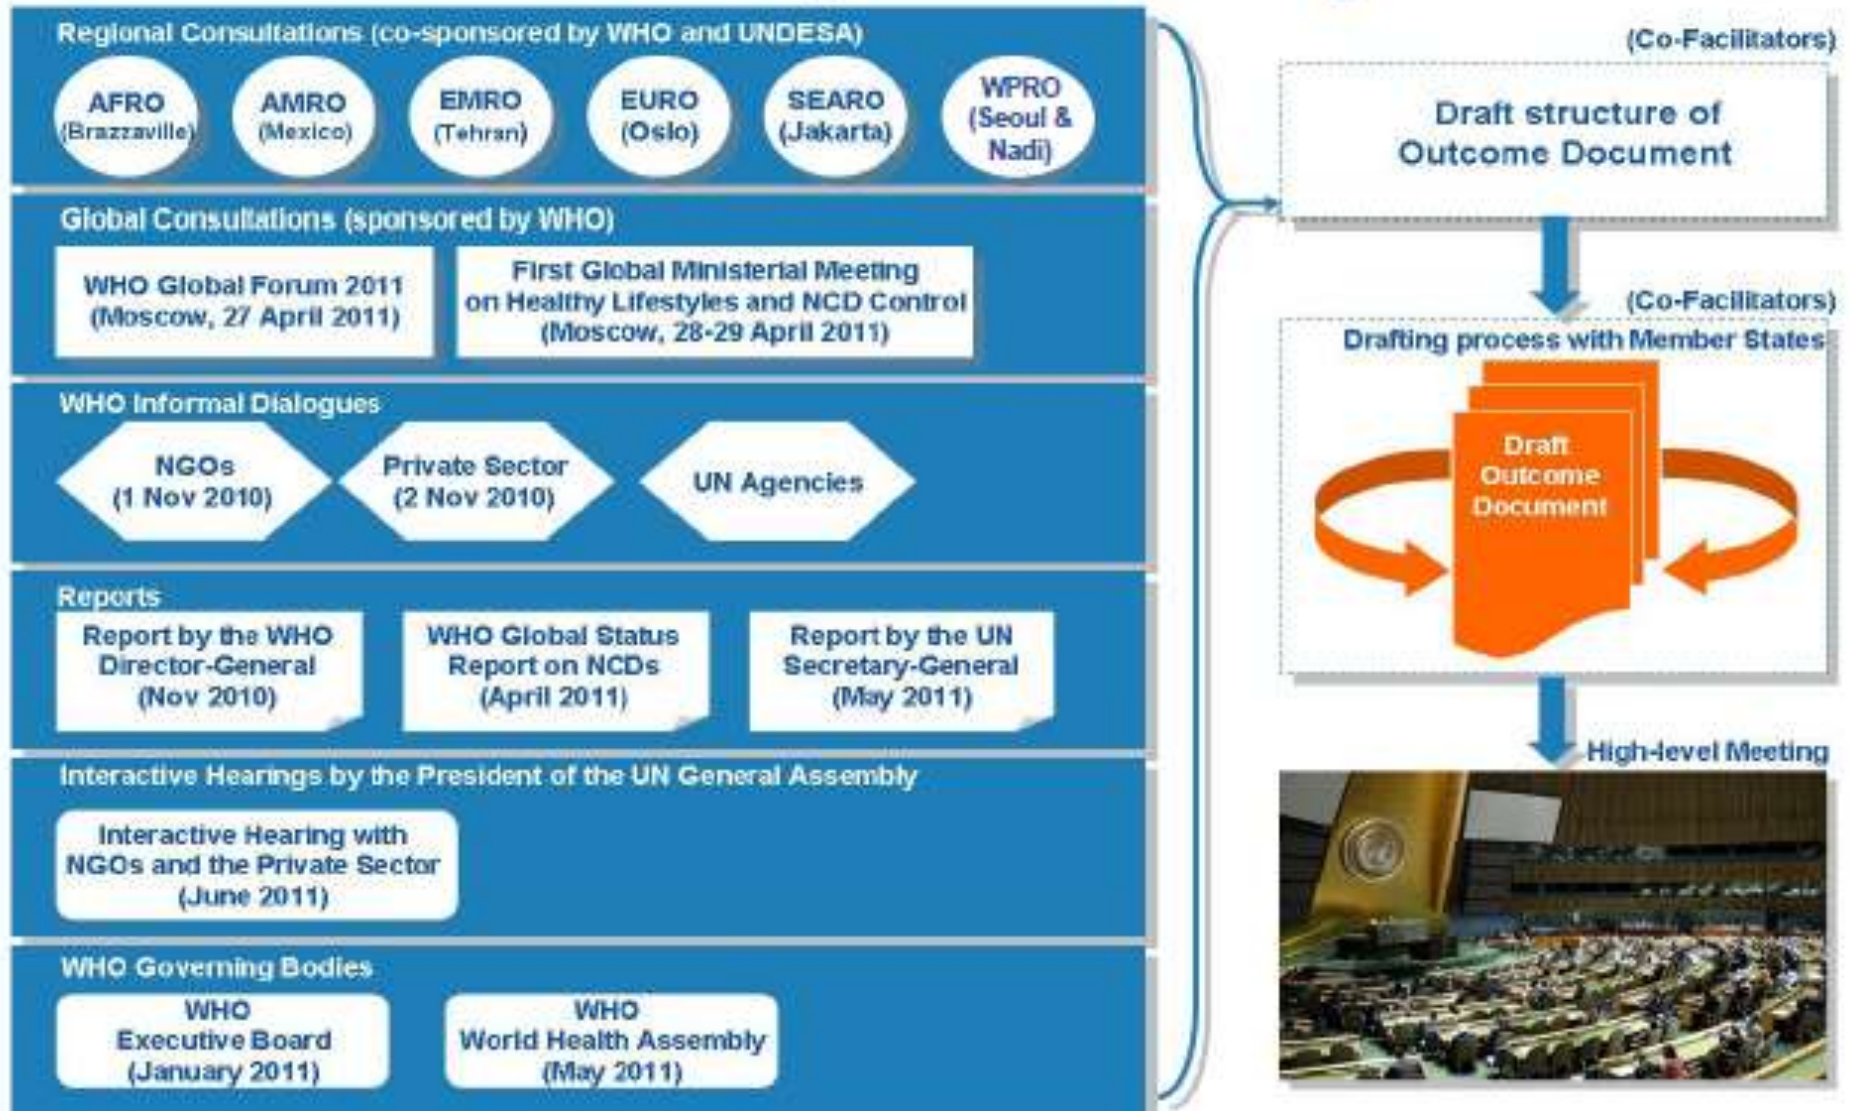 Regional Consultations (co-sponsored by WHO and UNDESA)
AFRO
(Brazzaville)
AMRO
(Mexico)
EMRO
(Tehran)
EURO
(Oslo)
SEARO
(Jakarta)
WPRO
(Seoul &
Nadi)
Global Consultations (sponsored by WHO)
WHO Global Forum 2011
(Moscow, 27 April 2011)
First Global Ministerial Meeting
on Healthy Lifestyles and NCD Control
(Moscow, 28-29 April 2011)
WHO Informal Dialogues
NGOs
(1 Nov 2010)
Private Sector
(2 Nov 2010)
UN Agencies
Reports
Report by the WHO
Director-General
(Nov 2010)
WHO Global Status
Report on NCDs
(April 2011)
Report by the UN
Secretary-General
(May 2011)
Interactive Hearings by the President of the UN General Assembly
Interactive Hearing with
NGOs and the Private Sector
(June 2011)
WHO Governing Bodies
WHO
Executive Board
(January 2011)
WHO
World Health Assembly
(May 2011)
(Co-Facilitators)
Draft structure of
Outcome Document
(Co-Facilitators)
Drafting process with Member States
Draft
Outcome
Document
High-level Meeting